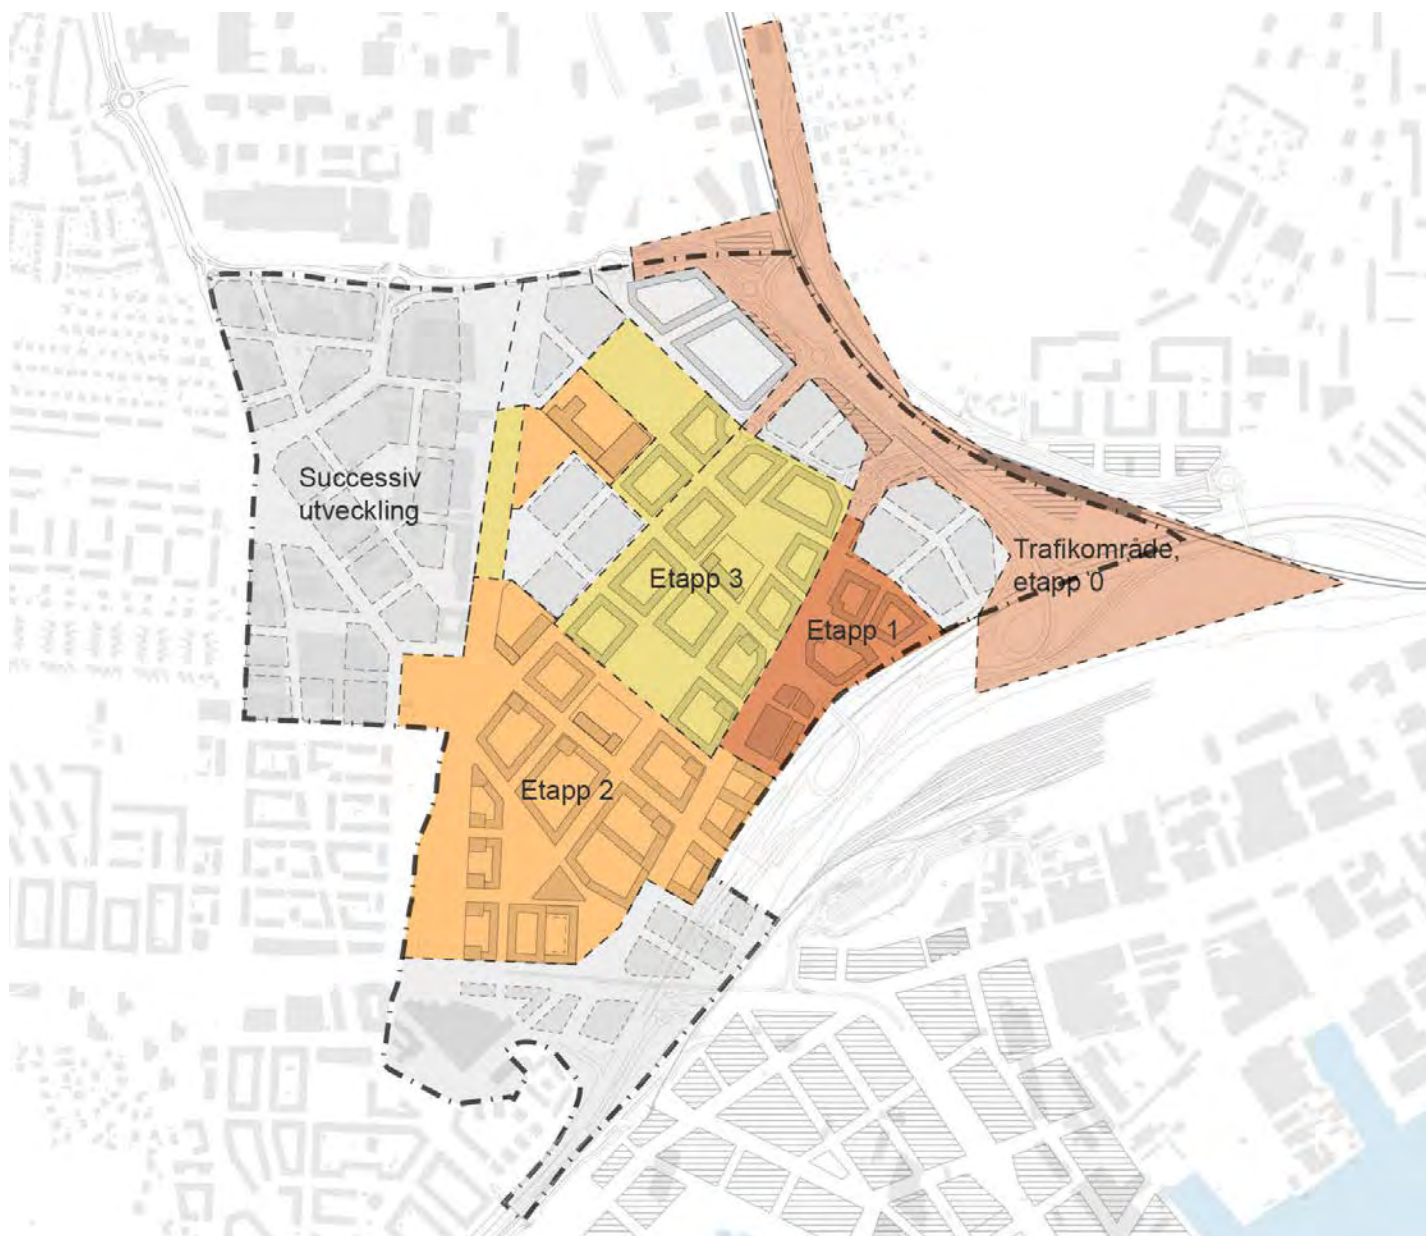 Successiv
utveckling
Etapp 3
Trafikområde,
etapp 0
Etapp 1
Etapp 2